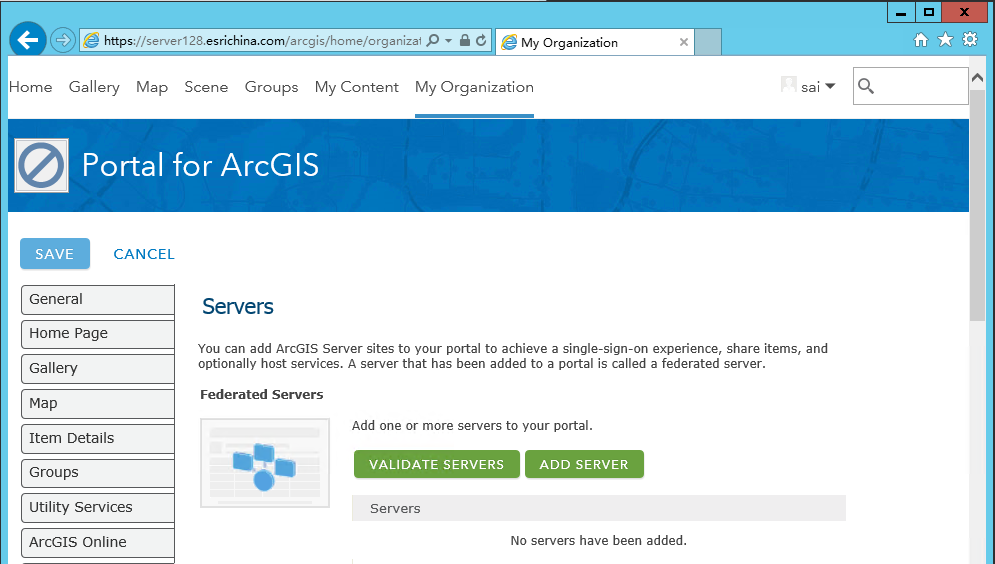 https://server128.esrichina.com/arcgis/home/organizat
My Organization
Home Gallery Map Scene Groups My Content My Organization
sai
Portal for ArcGIS
SAVE CANCEL
General
Home Page
Gallery
Map
Item Details
Groups
Utility Services
ArcGIS Online
Servers
You can add ArcGIS Server sites to your portal to achieve a single-sign-on experience, share items, and
optionally host services. A server that has been added to a portal is called a federated server.
Federated Servers
Add one or more servers to your portal.
VALIDATE SERVERS ADD SERVER
Servers
No servers have been added.